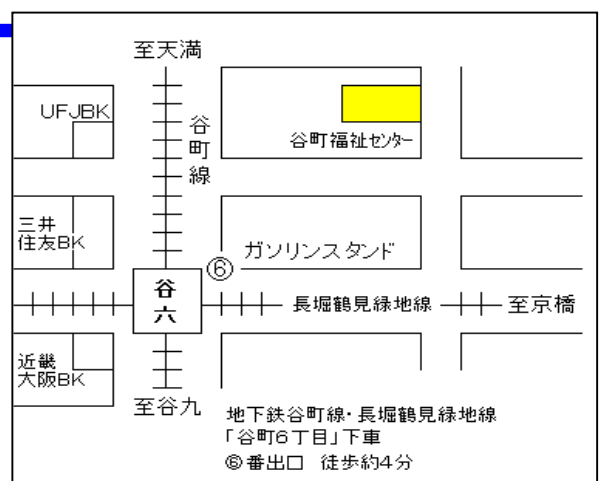 至天満
UFJBK
谷町線
谷町福祉センター
三井
住友BK
⑥
ガソリンスタンド
谷六
長堀鶴見緑地線
至京橋
近畿
大阪BK
至谷九
地下鉄谷町線・長堀鶴見緑地線
「谷町6丁目」下車
⑥番出口 徒歩約4分